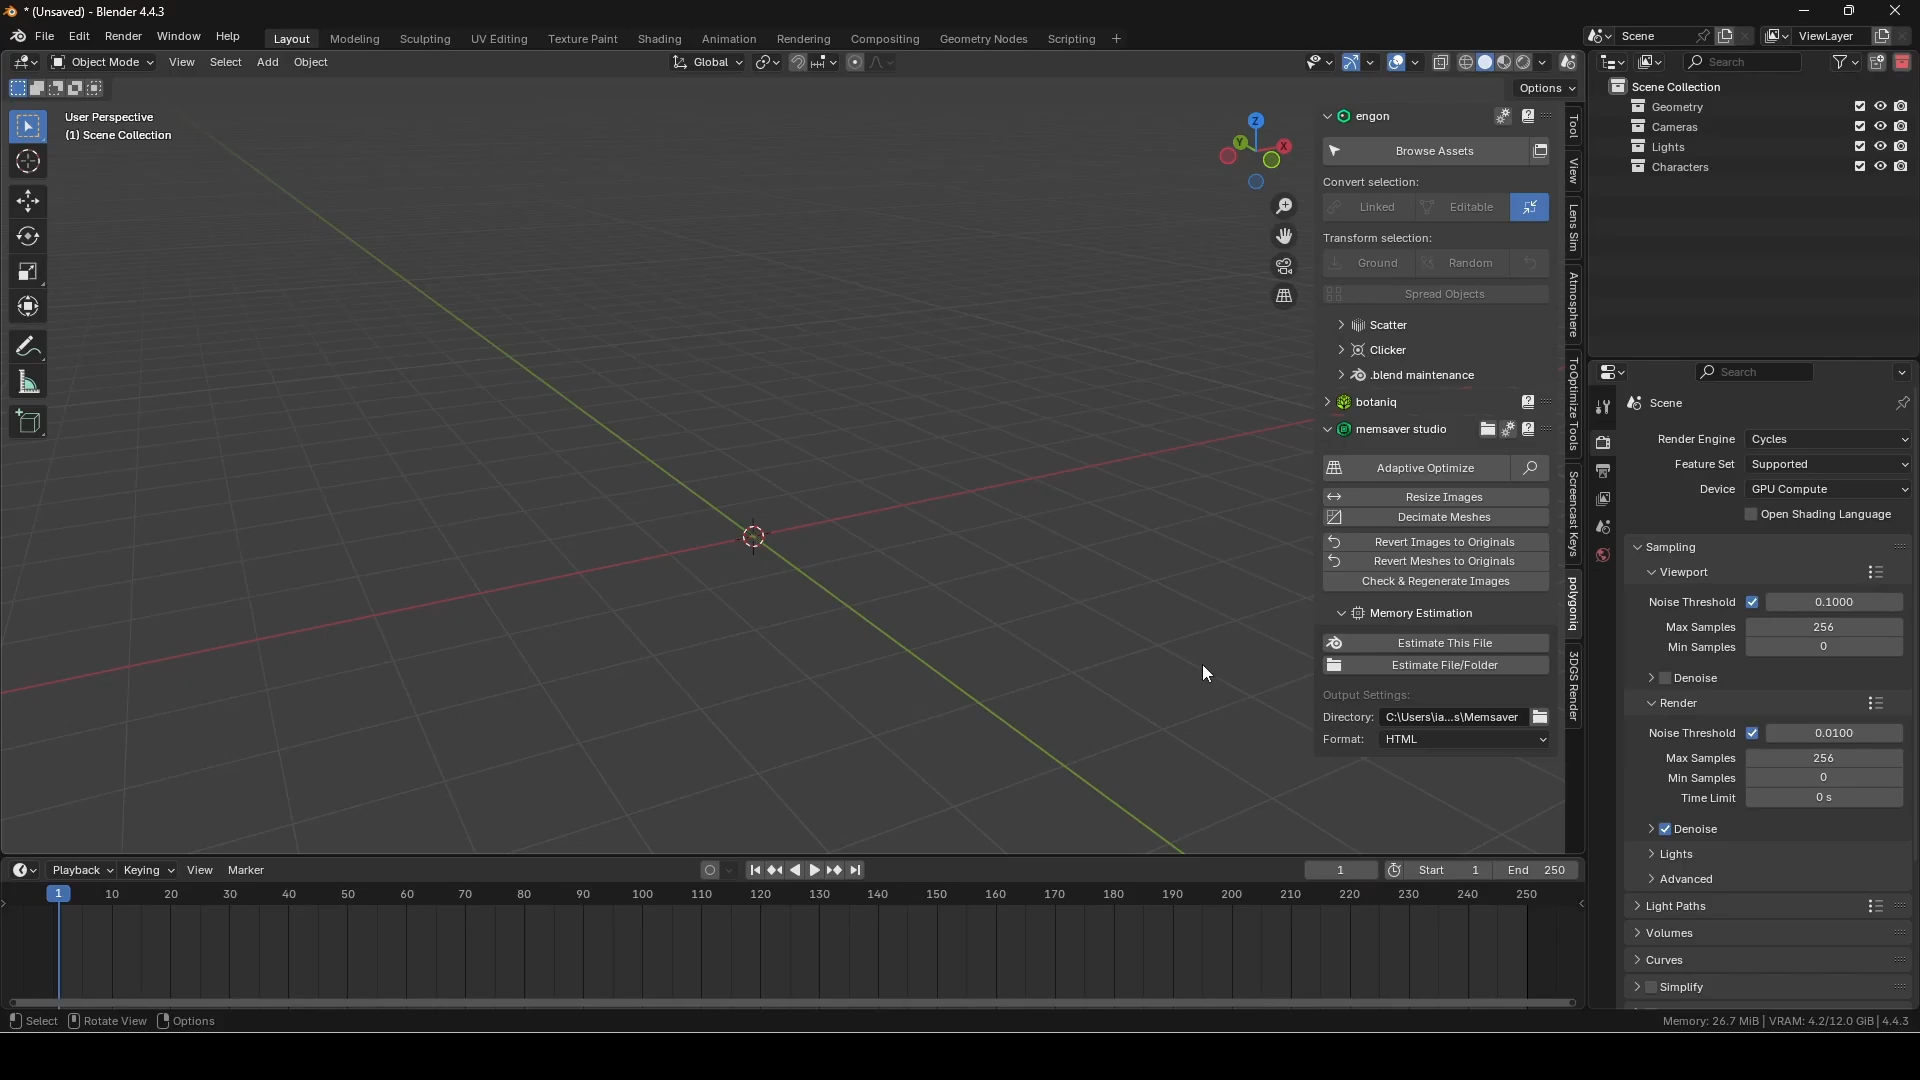 * (Unsaved) - Blender 4.4.3
File Edit Render Window Help Layout Modeling Sculpting UV Editing Texture Paint Shading Animation Rendering Compositing Geometry Nodes Scripting + Scene ViewLayer
Object Mode View Select Add Object Global Search
Options
User Perspective
(1) Scene Collection
Z
Y
X
engon
Browse Assets
Convert selection:
Linked Editable
Transform selection:
Ground Random
Spread Objects
Scatter
Clicker
.blend maintenance
botaniq
memsaver studio
Adaptive Optimize
Resize Images
Decimate Meshes
Revert Images to Originals
Revert Meshes to Originals
Check & Regenerate Images
Memory Estimation
Estimate This File
Estimate File/Folder
Output Settings:
Directory: C:\Users\ia...s\Memsaver
Format: HTML
Tool
View
Lens Sim
Atmosphere
ToOptimize Tools
Screencast Keys
polygoniq
3DGS Render
Scene Collection
Geometry
Cameras
Lights
Characters
Search
Scene
Render Engine Cycles
Feature Set Supported
Device GPU Compute
Open Shading Language
Sampling
Viewport
Noise Threshold 0.1000
Max Samples 256
Min Samples 0
Denoise
Render
Noise Threshold 0.0100
Max Samples 256
Min Samples 0
Time Limit 0 s
Denoise
Lights
Advanced
Light Paths
Volumes
Curves
Simplify
Playback Keying View Marker 1 Start 1 End 250
1 10 20 30 40 50 60 70 80 90 100 110 120 130 140 150 160 170 180 190 200 210 220 230 240 250
Select Rotate View Options Memory: 26.7 MiB | VRAM: 4.2/12.0 GiB | 4.4.3